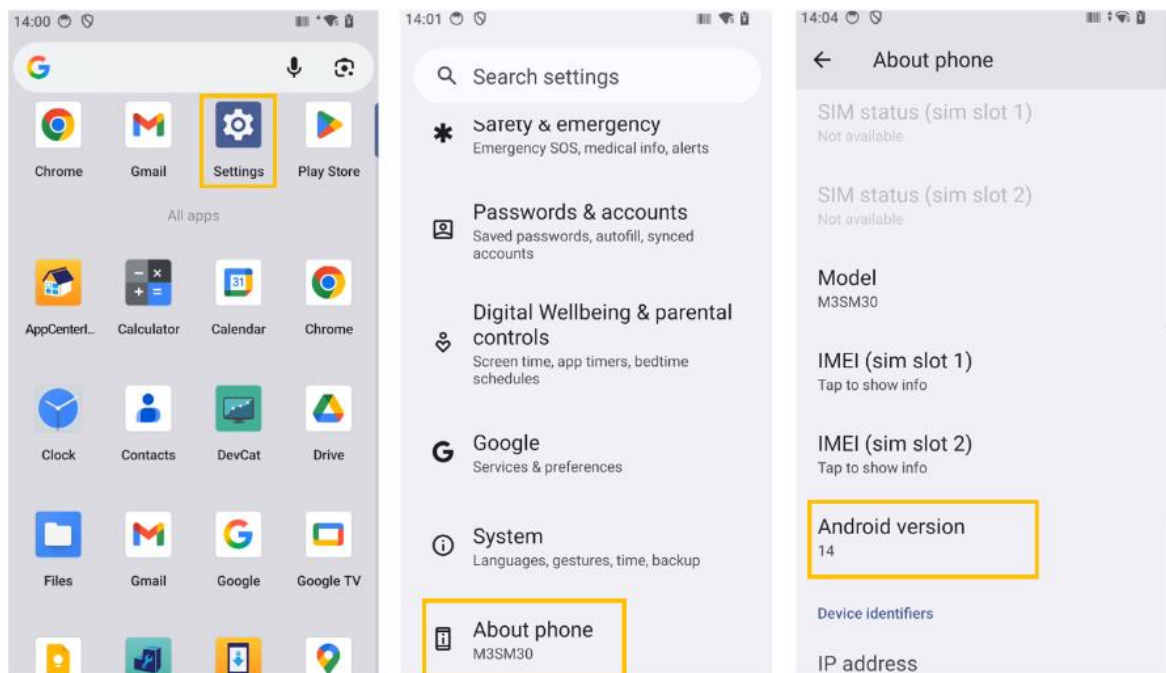 14:00
Chrome
Gmail
Settings
Play Store
All apps
31
AppCenterI...
Calculator
Calendar
Chrome
Clock
Contacts
DevCat
Drive
Files
Gmail
Google
Google TV
14:01
Search settings
Safety & emergency
Emergency SOS, medical info, alerts
Passwords & accounts
Saved passwords, autofill, synced
accounts
Digital Wellbeing & parental
controls
Screen time, app timers, bedtime
schedules
Google
Services & preferences
System
Languages, gestures, time, backup
About phone
M3SM30
14:04
About phone
SIM status (sim slot 1)
Not available
SIM status (sim slot 2)
Not available
Model
M3SM30
IMEI (sim slot 1)
Tap to show info
IMEI (sim slot 2)
Tap to show info
Android version
14
Device identifiers
IP address